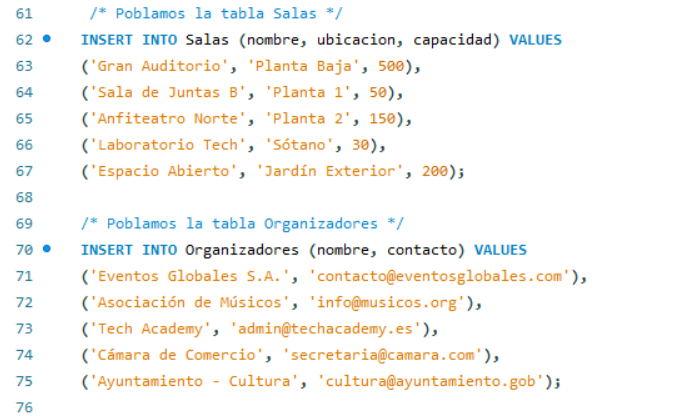 61 /* Poblamos la tabla Salas */
62 INSERT INTO Salas (nombre, ubicacion, capacidad) VALUES
63 ('Gran Auditorio', 'Planta Baja', 500),
64 ('Sala de Juntas B', 'Planta 1', 50),
65 ('Anfiteatro Norte', 'Planta 2', 150),
66 ('Laboratorio Tech', 'Sótano', 30),
67 ('Espacio Abierto', 'Jardín Exterior', 200);
68
69 /* Poblamos la tabla Organizadores */
70 INSERT INTO Organizadores (nombre, contacto) VALUES
71 ('Eventos Globales S.A.', 'contacto@eventosglobales.com'),
72 ('Asociación de Músicos', 'info@musicos.org'),
73 ('Tech Academy', 'admin@techacademy.es'),
74 ('Cámara de Comercio', 'secretaria@camara.com'),
75 ('Ayuntamiento - Cultura', 'cultura@ayuntamiento.gob');
76